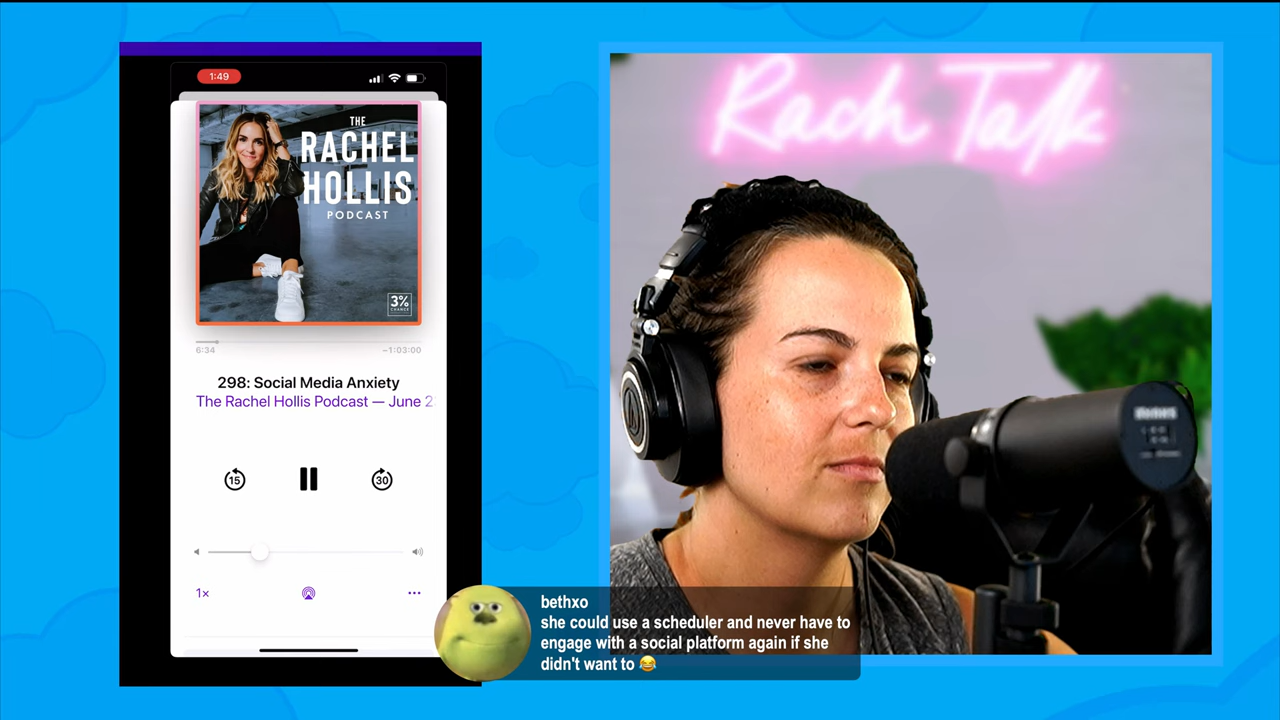 1:49
THE
RACHEL
HOLLIS
PODCAST
3%
CHANGE
6:34
−1:03:00
298: Social Media Anxiety
The Rachel Hollis Podcast — June 2
15
30
1×
Rach Talk
bethxo
she could use a scheduler and never have to
engage with a social platform again if she
didn't want to 😂